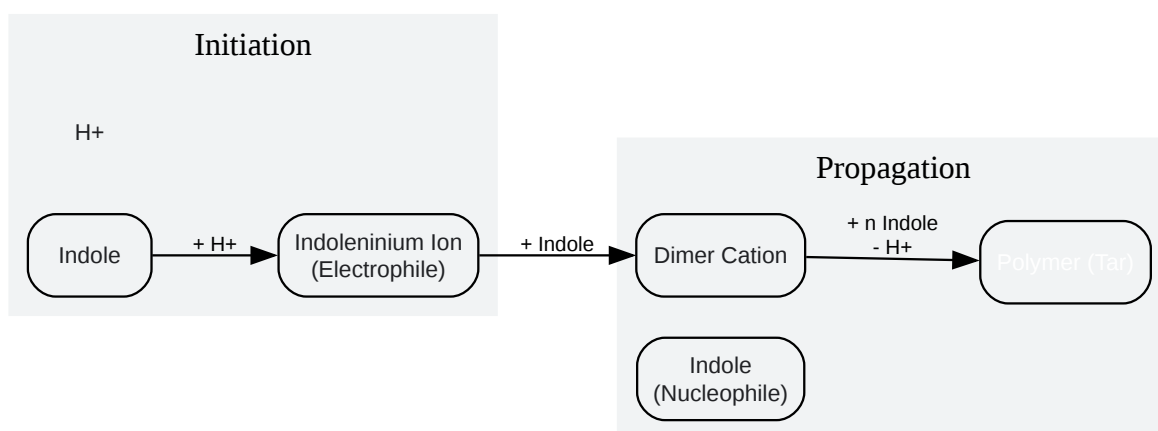 Initiation
H+
Indole
+ H+
Indoleninium Ion
(Electrophile)
+ Indole
Propagation
Dimer Cation
+ n Indole
- H+
Polymer (Tar)
Indole
(Nucleophile)